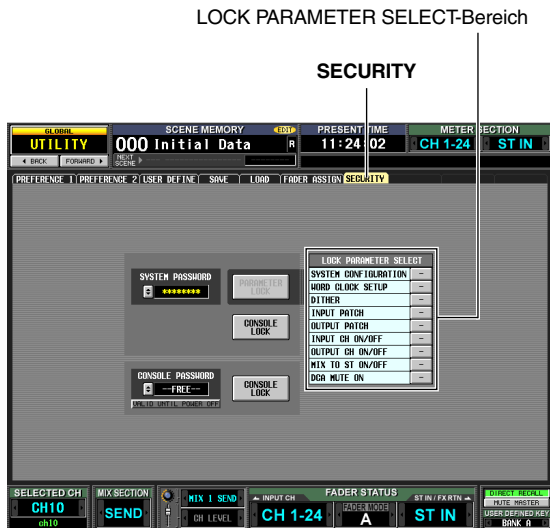 LOCK PARAMETER SELECT-Bereich
SECURITY
GLOBAL
UTILITY
BACK
FORWARD
SCENE MEMORY
EDIT
000 Initial Data
R
NEXT SCENE
PRESENT TIME
11:24:02
METER SECTION
CH 1-24
ST IN
PREFERENCE 1
PREFERENCE 2
USER DEFINE
SAVE
LOAD
FADER ASSIGN
SECURITY
SYSTEM PASSWORD
********
PARAMETER LOCK
CONSOLE LOCK
CONSOLE PASSWORD
--FREE--
VALID UNTIL POWER OFF
CONSOLE LOCK
LOCK PARAMETER SELECT
SYSTEM CONFIGURATION -
WORD CLOCK SETUP -
DITHER -
INPUT PATCH -
OUTPUT PATCH -
INPUT CH ON/OFF -
OUTPUT CH ON/OFF -
MIX TO ST ON/OFF -
DCA MUTE ON -
SELECTED CH
CH10
ch10
MIX SECTION
SEND
MIX 1 SEND
CH LEVEL
INPUT CH
FADER STATUS
ST IN / FX RTN
CH 1-24
FADER MODE
A
ST IN
DIRECT RECALL
MUTE MASTER
USER DEFINED KEY
BANK A